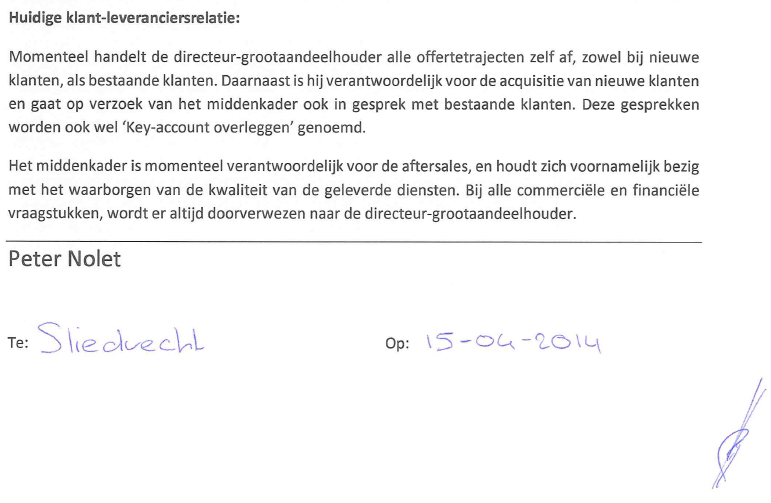 Huidige klant-leveranciersrelatie:
Momenteel handelt de directeur-grootaandeelhouder alle offertetrajecten zelf af, zowel bij nieuwe
klanten, als bestaande klanten. Daarnaast is hij verantwoordelijk voor de acquisitie van nieuwe klanten
en gaat op verzoek van het middenkader ook in gesprek met bestaande klanten. Deze gesprekken
worden ook wel ‘Key-account overleggen’ genoemd.
Het middenkader is momenteel verantwoordelijk voor de aftersales, en houdt zich voornamelijk bezig
met het waarborgen van de kwaliteit van de geleverde diensten. Bij alle commerciële en financiële
vraagstukken, wordt er altijd doorverwezen naar de directeur-grootaandeelhouder.
Peter Nolet
Te: Sliedrecht Op: 15-04-2014